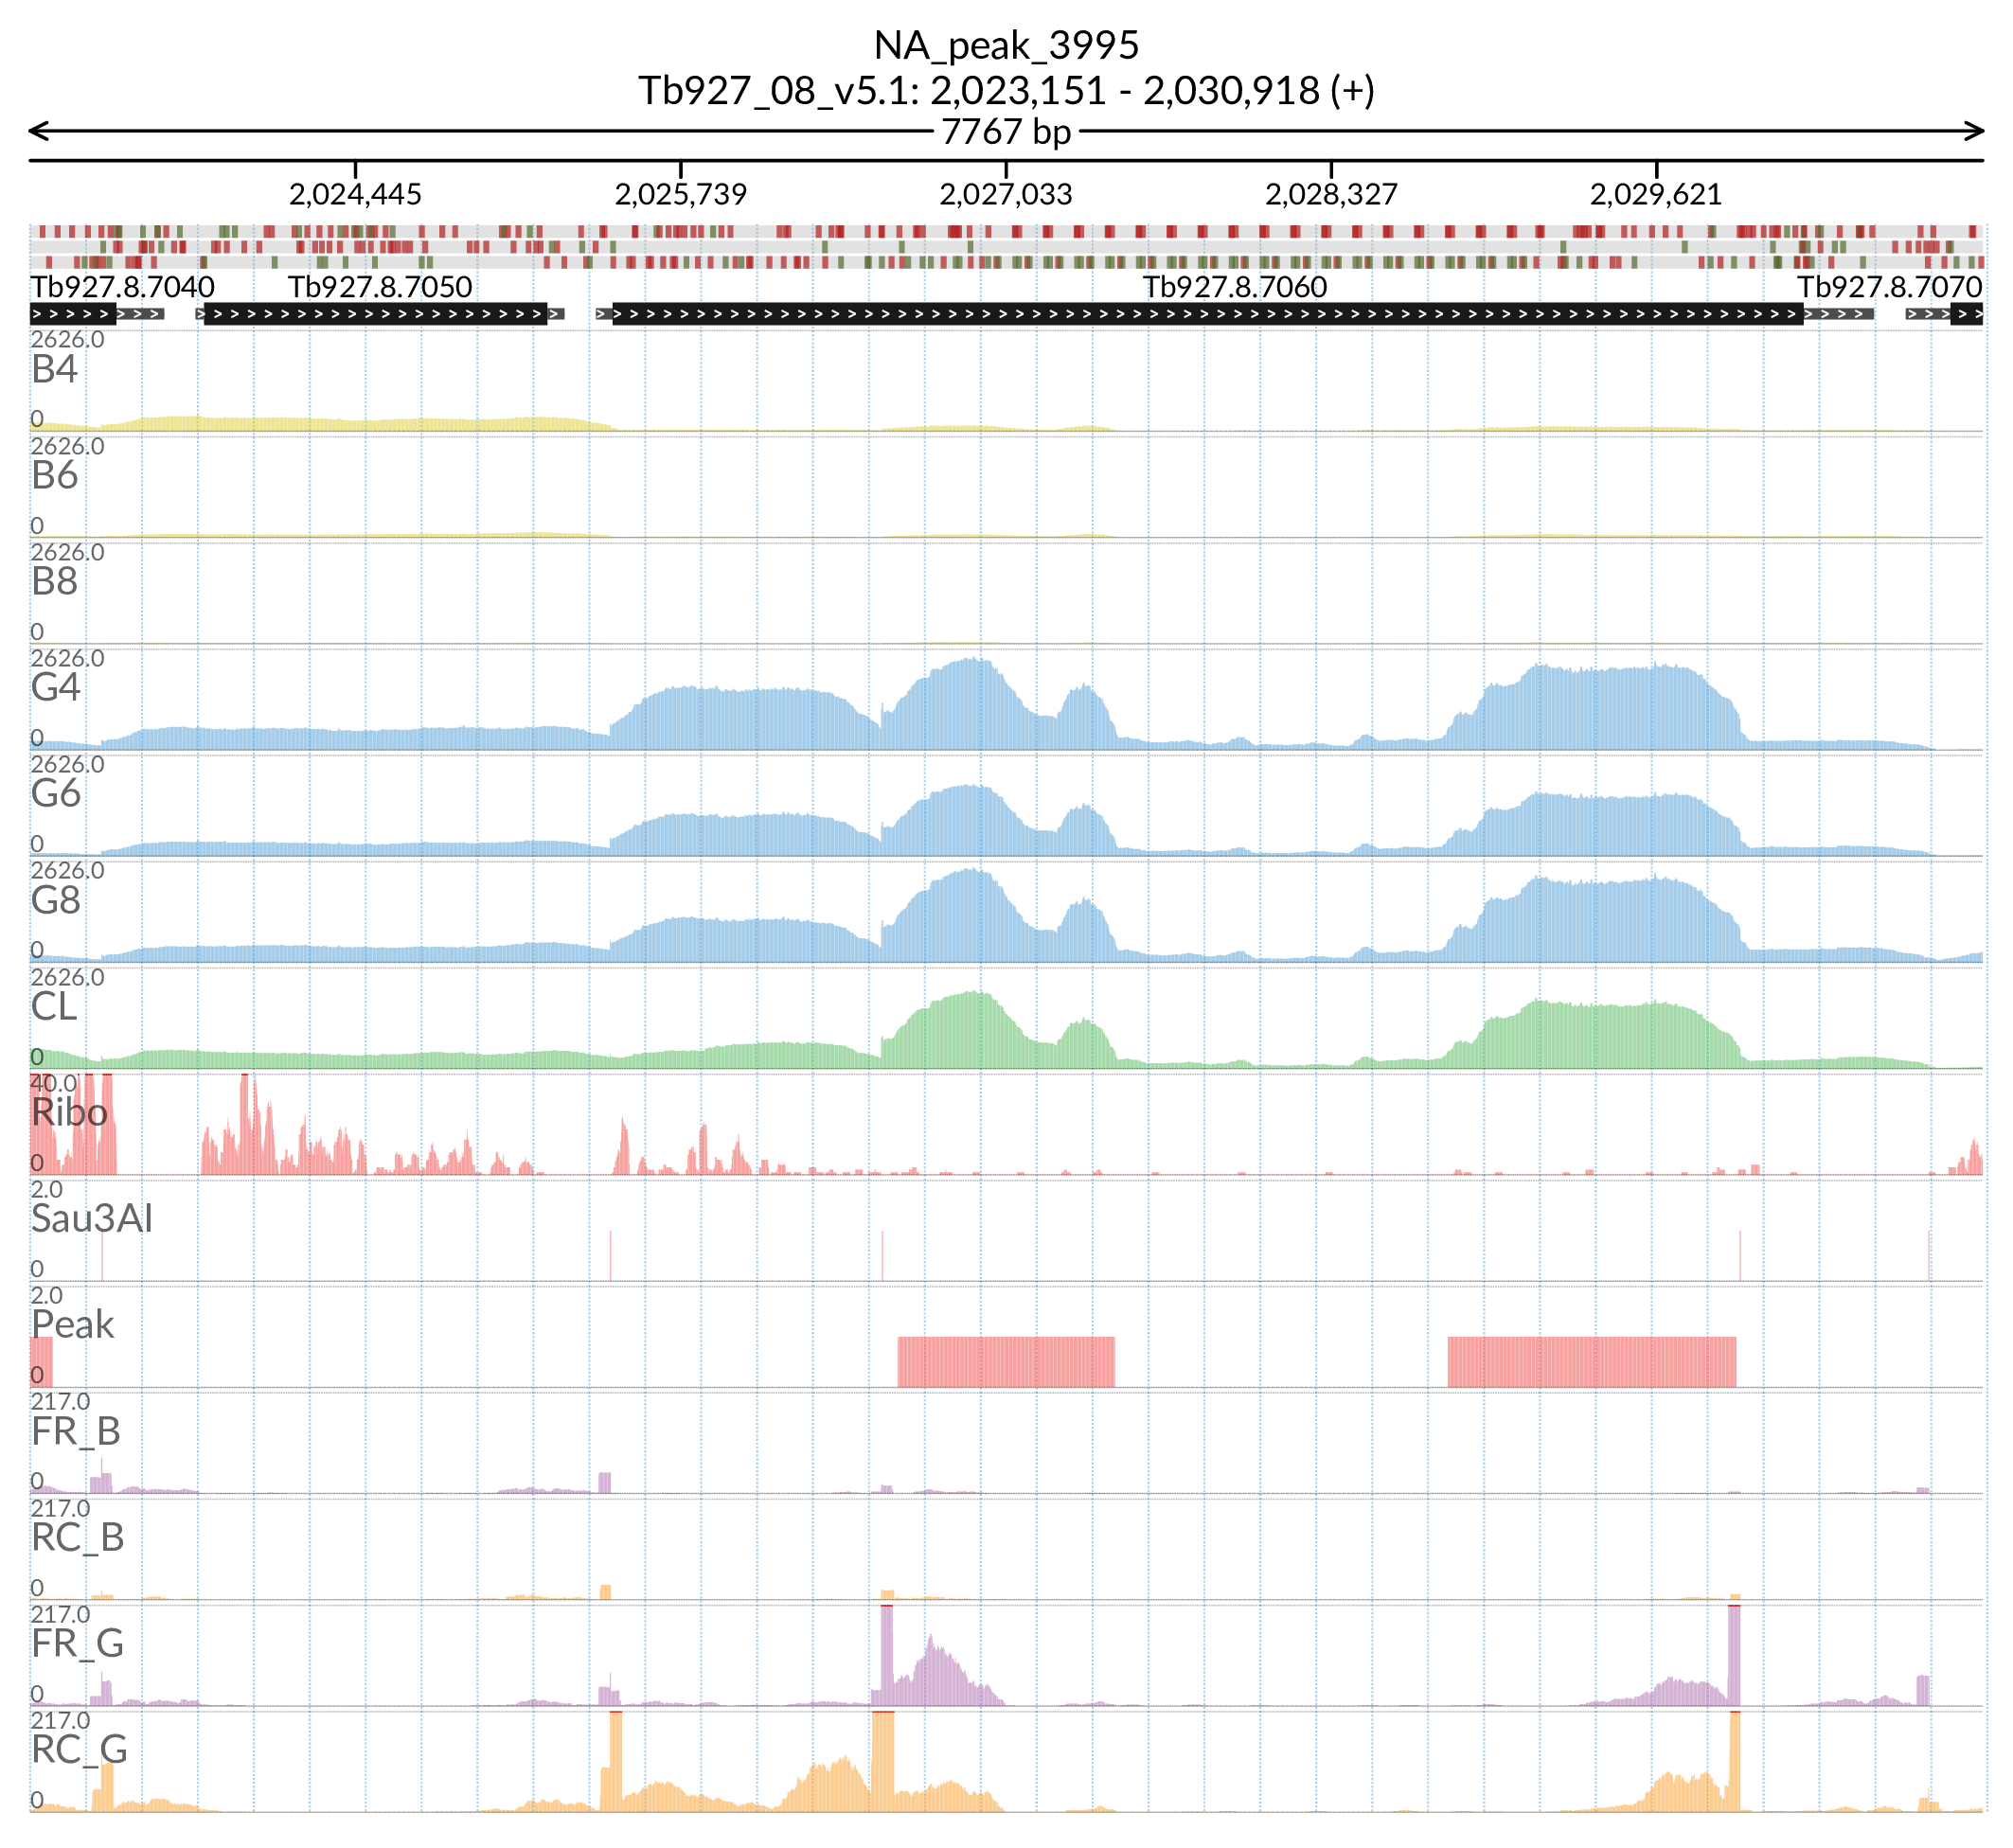 NA_peak_3995
Tb927_08_v5.1: 2,023,151 - 2,030,918 (+)
7767 bp
2,024,445 2,025,739 2,027,033 2,028,327 2,029,621
Tb927.8.7040 Tb927.8.7050 Tb927.8.7060 Tb927.8.7070
2626.0
B4
0
2626.0
B6
0
2626.0
B8
0
2626.0
G4
0
2626.0
G6
0
2626.0
G8
0
2626.0
CL
0
40.0
Ribo
0
2.0
Sau3AI
0
2.0
Peak
0
217.0
FR_B
0
217.0
RC_B
0
217.0
FR_G
0
217.0
RC_G
0